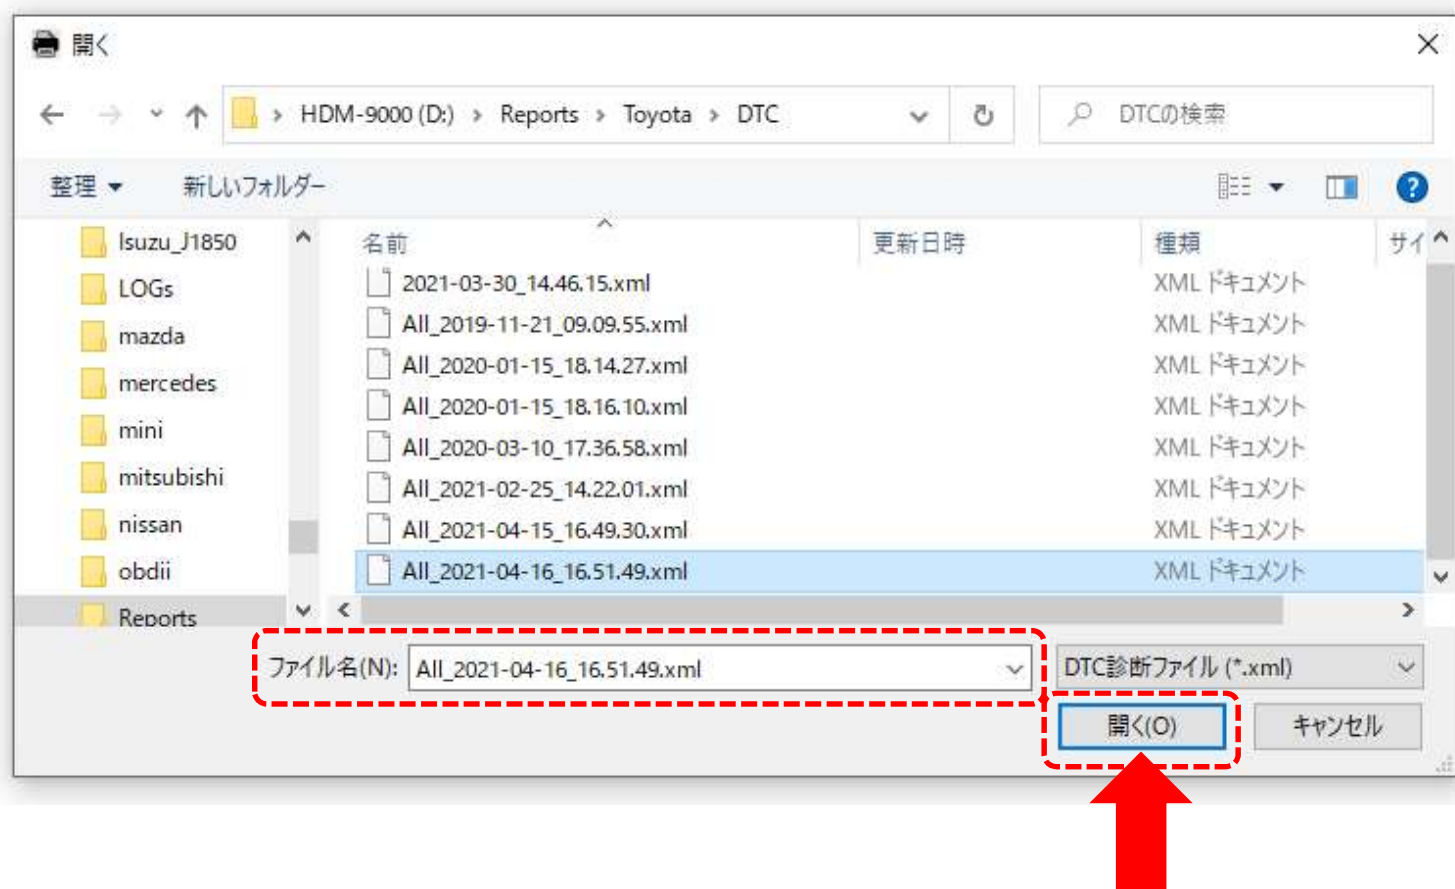 開く
HDM-9000 (D:) › Reports › Toyota › DTC
DTCの検索
整理
新しいフォルダー
Isuzu_J1850
LOGs
mazda
mercedes
mini
mitsubishi
nissan
obdii
Reports
名前 更新日時 種類 サイ
2021-03-30_14.46.15.xml XML ドキュメント
All_2019-11-21_09.09.55.xml XML ドキュメント
All_2020-01-15_18.14.27.xml XML ドキュメント
All_2020-01-15_18.16.10.xml XML ドキュメント
All_2020-03-10_17.36.58.xml XML ドキュメント
All_2021-02-25_14.22.01.xml XML ドキュメント
All_2021-04-15_16.49.30.xml XML ドキュメント
All_2021-04-16_16.51.49.xml XML ドキュメント
ファイル名(N): All_2021-04-16_16.51.49.xml
DTC診断ファイル (*.xml)
開く(O)
キャンセル